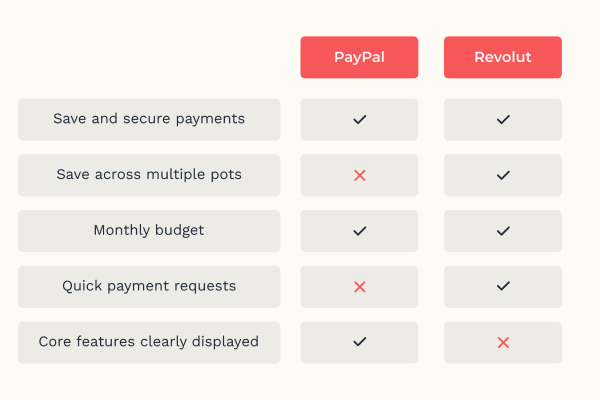 PayPal Revolut
Save and secure payments ✓ ✓
Save across multiple pots ✕ ✓
Monthly budget ✓ ✓
Quick payment requests ✕ ✓
Core features clearly displayed ✓ ✕